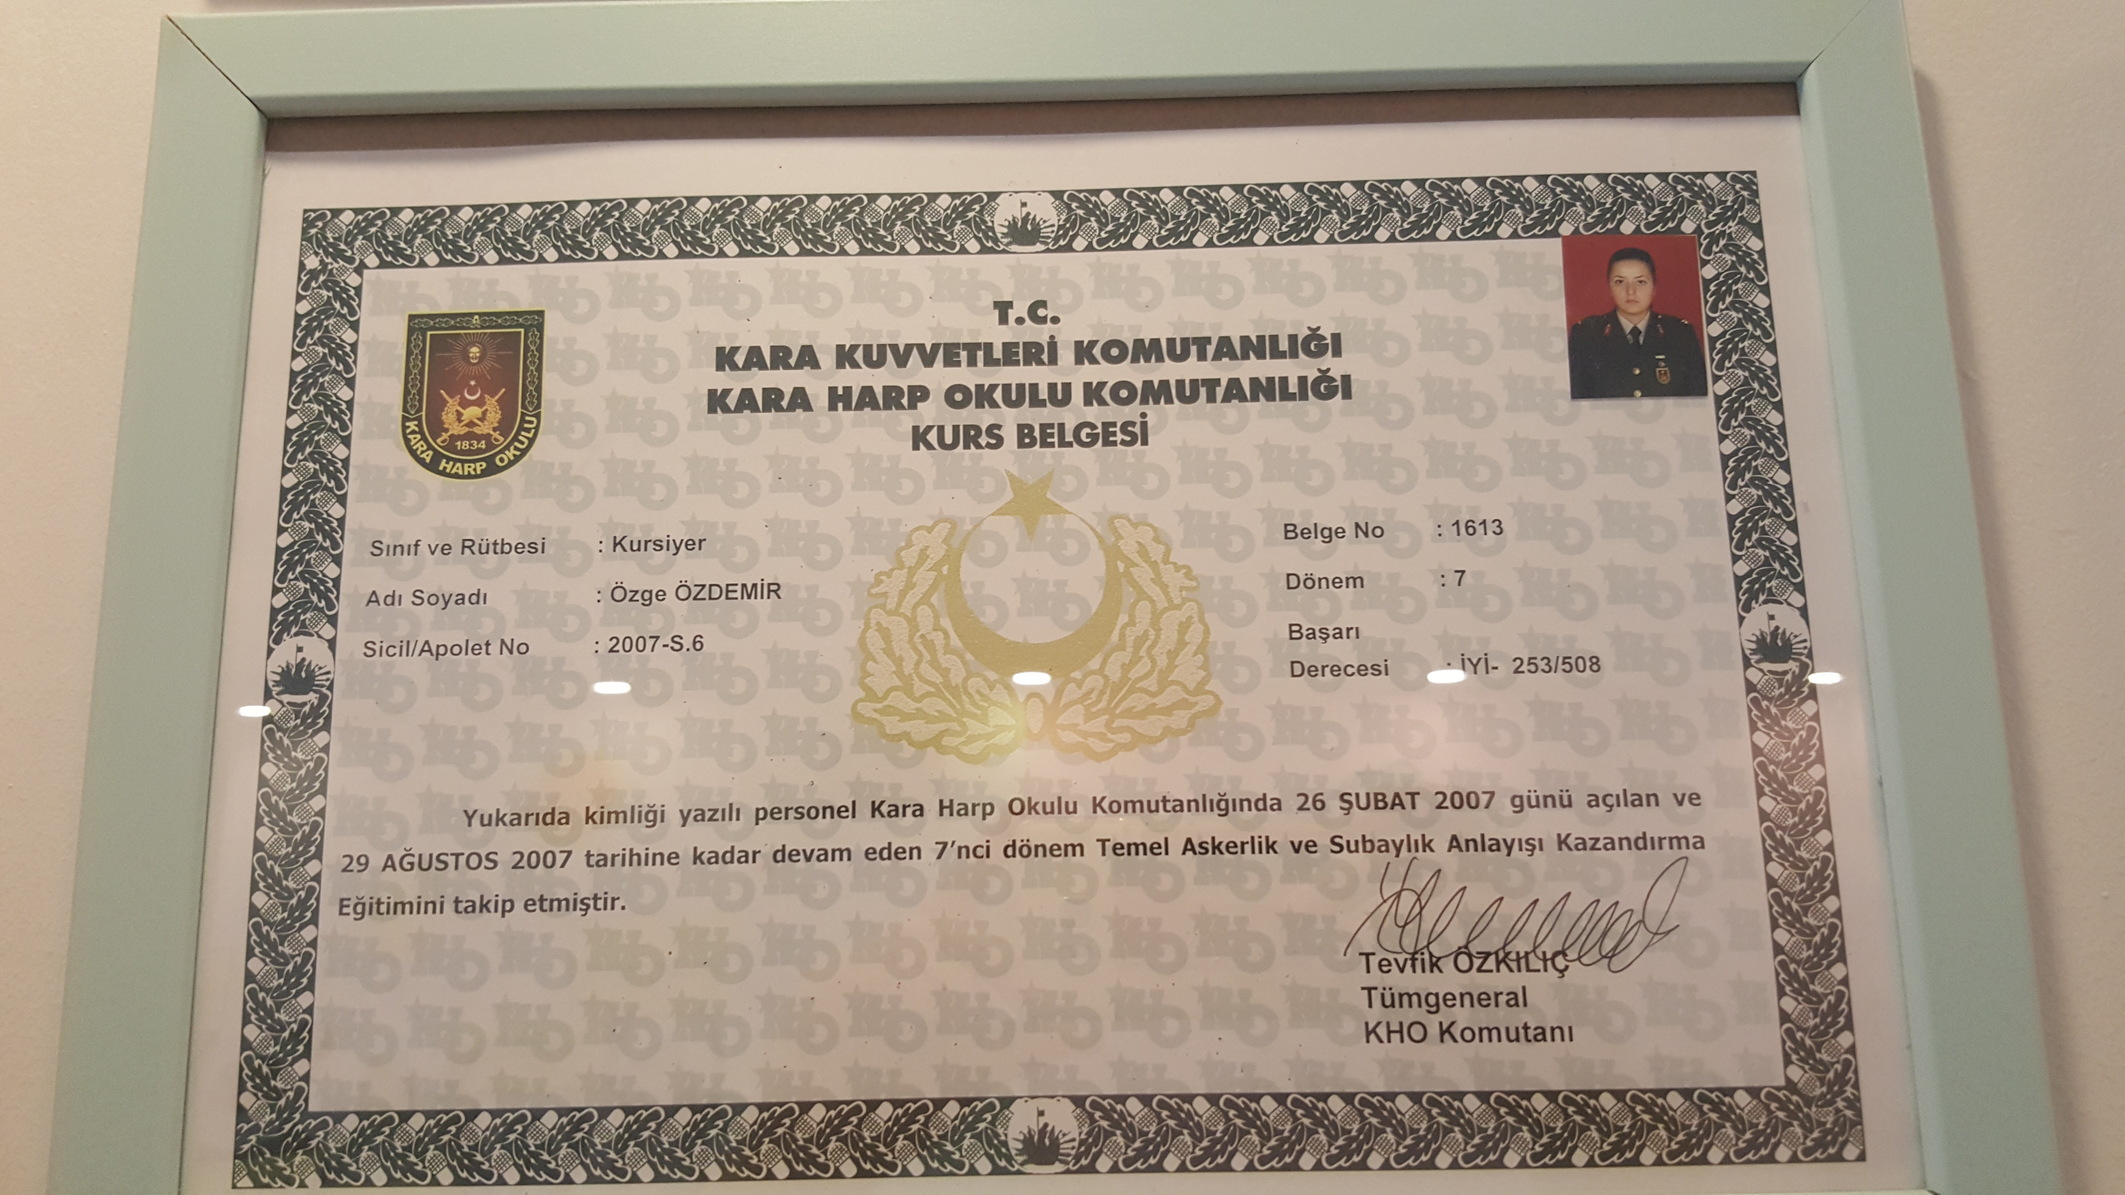 T.C.
KARA KUVVETLERİ KOMUTANLIĞI
KARA HARP OKULU KOMUTANLIĞI
KURS BELGESİ
1834
KARA HARP OKULU
Sınıf ve Rütbesi : Kursiyer
Adı Soyadı : Özge ÖZDEMİR
Sicil/Apolet No : 2007-S.6
Belge No : 1613
Dönem : 7
Başarı
Derecesi : İYİ- 253/508
Yukarıda kimliği yazılı personel Kara Harp Okulu Komutanlığında 26 ŞUBAT 2007 günü açılan ve
29 AĞUSTOS 2007 tarihine kadar devam eden 7'nci dönem Temel Askerlik ve Subaylık Anlayışı Kazandırma
Eğitimini takip etmiştir.
Tevfik ÖZKILIÇ
Tümgeneral
KHO Komutanı